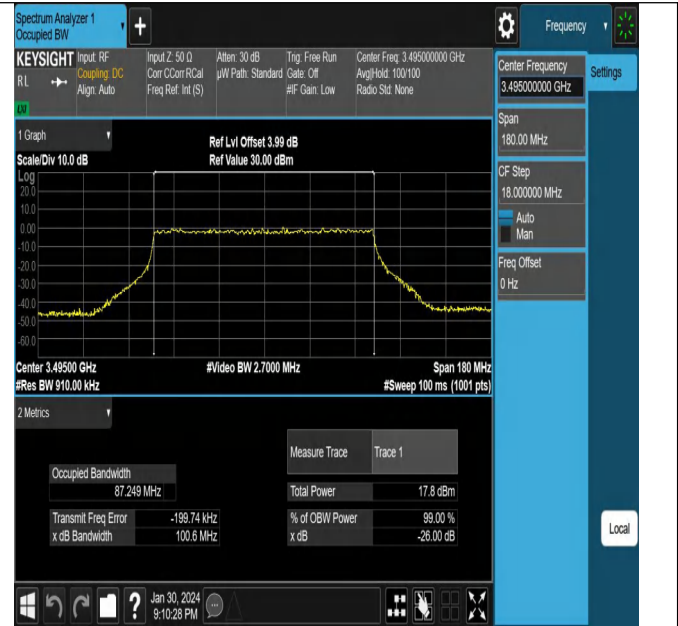 Spectrum Analyzer 1
Occupied BW
+
Frequency
KEYSIGHT
RL
LXI
Input: RF
Coupling: DC
Align: Auto
Input Z: 50 Ω
Corr CCorr RCal
Freq Ref: Int (S)
Atten: 30 dB
µW Path: Standard
Trig: Free Run
Gate: Off
#IF Gain: Low
Center Freq: 3.495000000 GHz
Avg|Hold: 100/100
Radio Std: None
Center Frequency
3.495000000 GHz
Settings
Span
180.00 MHz
CF Step
18.000000 MHz
Auto
Man
Freq Offset
0 Hz
Local
1 Graph
Scale/Div 10.0 dB
Ref Lvl Offset 3.99 dB
Ref Value 30.00 dBm
Log
20.0
10.0
0.00
-10.0
-20.0
-30.0
-40.0
-50.0
-60.0
Center 3.49500 GHz
#Res BW 910.00 kHz
#Video BW 2.7000 MHz
Span 180 MHz
#Sweep 100 ms (1001 pts)
2 Metrics
Measure Trace Trace 1
Occupied Bandwidth
87.249 MHz
Total Power 17.8 dBm
Transmit Freq Error -199.74 kHz
% of OBW Power 99.00 %
x dB Bandwidth 100.6 MHz
x dB -26.00 dB
?
Jan 30, 2024
9:10:28 PM